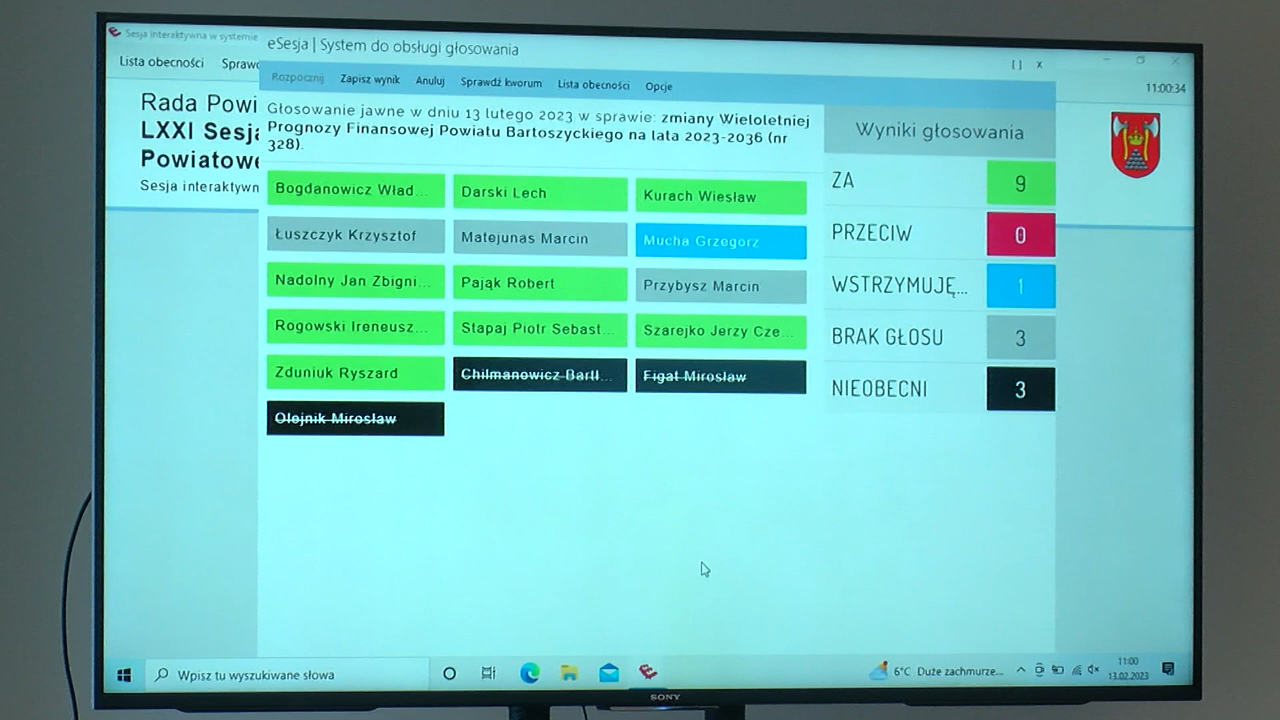 Sesja interaktywna w systemie
eSesja | System do obsługi głosowania
[ ] x
Lista obecności Sprawo
Rozpocznij Zapisz wynik Anuluj Sprawdź kworum Lista obecności Opcje
11:00:34
Rada Powi
LXXI Sesja
Powiatowe
Sesja interaktywn
Głosowanie jawne w dniu 13 lutego 2023 w sprawie: zmiany Wieloletniej
Prognozy Finansowej Powiatu Bartoszyckiego na lata 2023-2036 (nr
328).
Wyniki głosowania
Bogdanowicz Wład... Darski Lech Kurach Wiesław
Łuszczyk Krzysztof Matejunas Marcin Mucha Grzegorz
Nadolny Jan Zbigni... Pająk Robert Przybysz Marcin
Rogowski Ireneusz... Stapaj Piotr Sebast... Szarejko Jerzy Cze...
Zduniuk Ryszard Chilmanowicz Bartł... Figat Mirosław
Olejnik Mirosław
ZA 9
PRZECIW 0
WSTRZYMUJĘ... 1
BRAK GŁOSU 3
NIEOBECNI 3
Wpisz tu wyszukiwane słowa
6°C Duże zachmurze...
11:00
13.02.2023
SONY